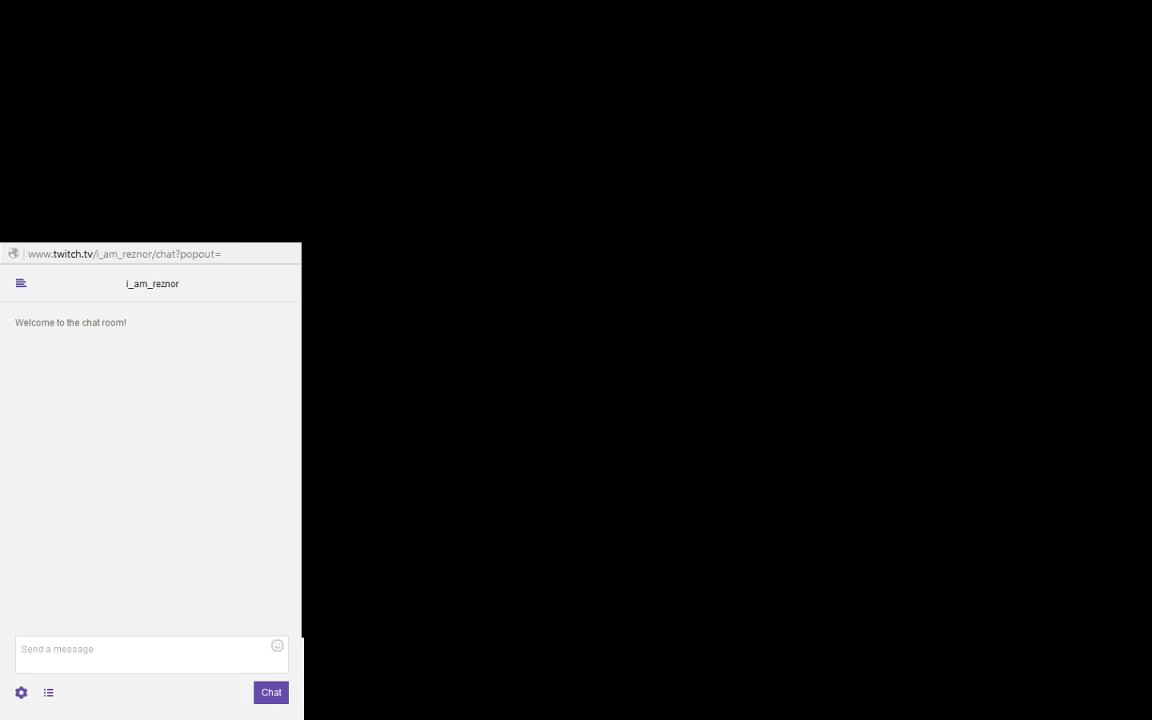 www.twitch.tv/i_am_reznor/chat?popout=
i_am_reznor
Welcome to the chat room!
Send a message
Chat